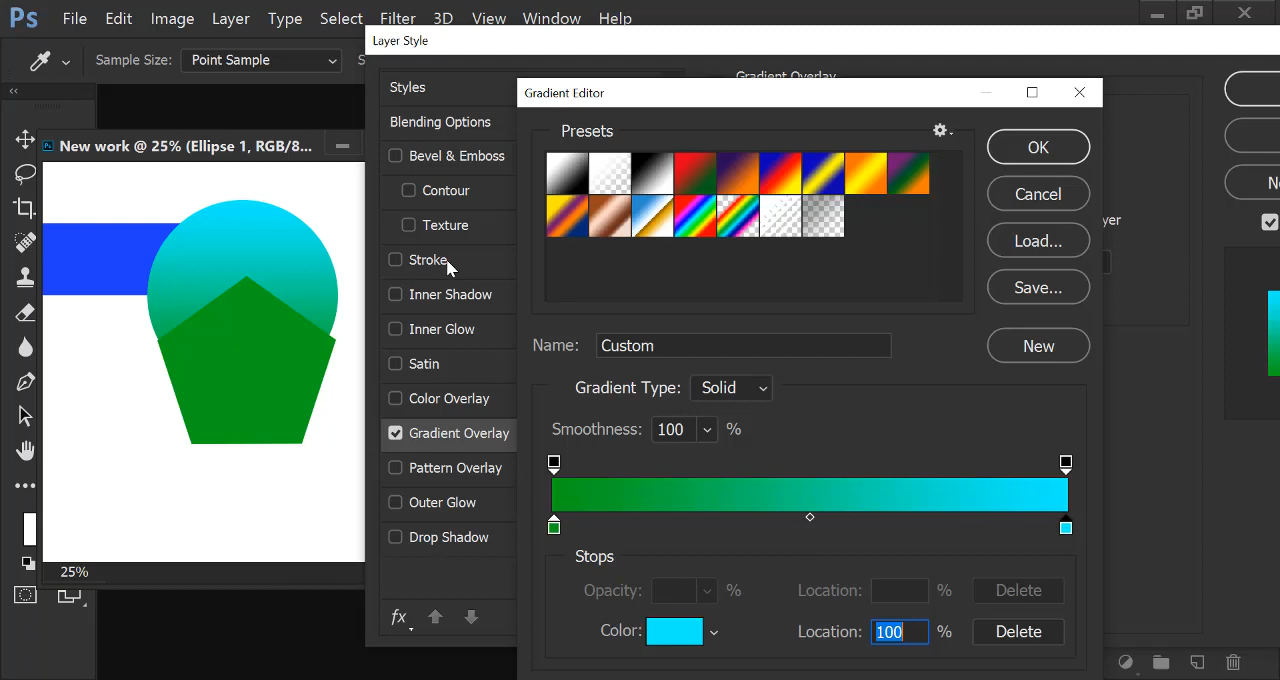 Ps File Edit Image Layer Type Select Filter 3D View Window Help
Layer Style
Sample Size: Point Sample
Styles
Gradient Overlay
Gradient Editor
Blending Options
Presets
New work @ 25% (Ellipse 1, RGB/8...
OK
Bevel & Emboss
Contour
Cancel
Texture
Load...
Stroke
Save...
Inner Shadow
Inner Glow
Name: Custom
New
Satin
Gradient Type: Solid
Color Overlay
Smoothness: 100 %
Gradient Overlay
Pattern Overlay
Outer Glow
Drop Shadow
Stops
25%
Opacity: % Location: % Delete
fx
Color: Location: 100 % Delete